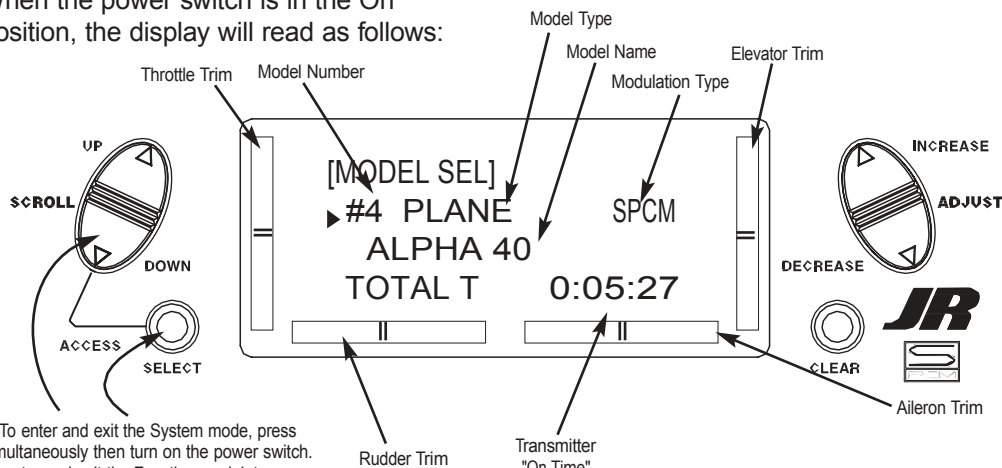 when the power switch is in the On
position, the display will read as follows:
Model Type
Model Name
Elevator Trim
Throttle Trim
Model Number
Modulation Type
UP
SCROLL
DOWN
ACCESS
SELECT
[MODEL SEL]
#4 PLANE SPCM
ALPHA 40
TOTAL T 0:05:27
INCREASE
ADJUST
DECREASE
CLEAR
JR
S
PCM
Aileron Trim
To enter and exit the System mode, press
multaneously then turn on the power switch.
Rudder Trim
Transmitter
"On Time"